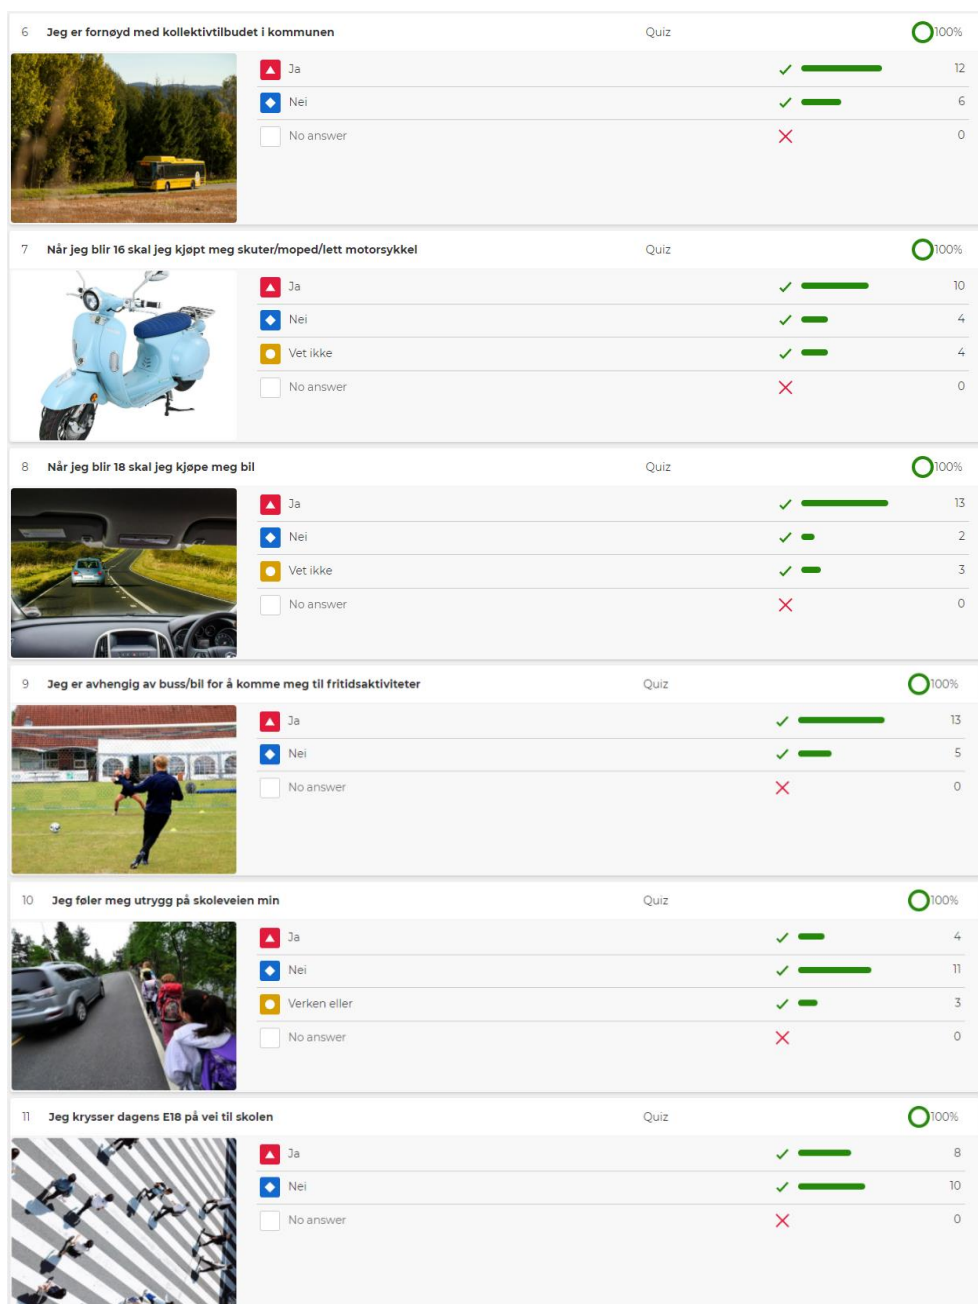 6 Jeg er fornøyd med kollektivtilbudet i kommunen Quiz 100%
Ja 12
Nei 6
No answer 0
7 Når jeg blir 16 skal jeg kjøpt meg skuter/moped/lett motorsykkel Quiz 100%
Ja 10
Nei 4
Vet ikke 4
No answer 0
8 Når jeg blir 18 skal jeg kjøpe meg bil Quiz 100%
Ja 13
Nei 2
Vet ikke 3
No answer 0
9 Jeg er avhengig av buss/bil for å komme meg til fritidsaktiviteter Quiz 100%
Ja 13
Nei 5
No answer 0
10 Jeg føler meg utrygg på skoleveien min Quiz 100%
Ja 4
Nei 11
Verken eller 3
No answer 0
11 Jeg krysser dagens E18 på vei til skolen Quiz 100%
Ja 8
Nei 10
No answer 0